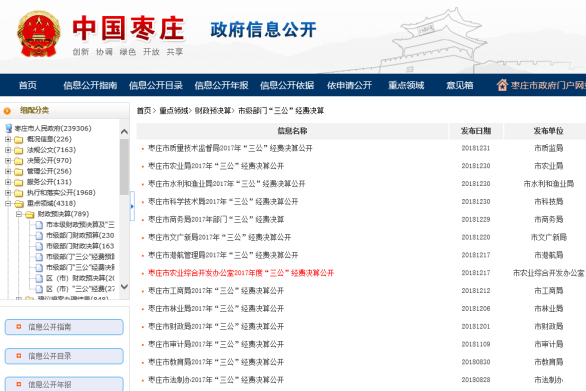 中国枣庄
创新 协调 绿色 开放 共享
政府信息公开
首页 信息公开指南 信息公开目录 信息公开年报 信息公开依据 依申请公开 重点领域 意见箱 枣庄市政府门户网
细配分类
首页> 重点领域> 财政预决算> 市级部门“三公”经费决算
枣庄市人民政府(239306)
概况信息(226)
法规公文(7163)
决策公开(970)
管理公开(256)
服务公开(131)
执行和落实公开(1968)
重点领域(4318)
财政预决算(789)
市本级财政预决算及"三
市级部门财政预算(230
市级部门财政决算(163
市级部门"三公"经费预
市级部门"三公"经费决
区（市）财政预决算(2
区（市）"三公"经费(2
信息公开指南
信息公开目录
信息公开年报
信息名称 发布日期 发布单位
枣庄市质量技术监督局2017年“三公”经费决算公开 20181231 市质监局
枣庄市农业局2017年“三公”经费决算公开 20181230 市农业局
枣庄市水利和渔业局2017年“三公”经费决算公开 20181230 市水利和渔业局
枣庄市科学技术局2017年“三公”经费决算公开 20181230 市科技局
枣庄市商务局2017年部门“三公”经费决算 20181229 市商务局
枣庄市文广新局2017年“三公”经费决算公开 20181220 市文广新局
枣庄市港航管理局2017年“三公”经费决算公开 20181217 市港航局
枣庄市农业综合开发办公室2017年度“三公”经费决算公开 20181217 市农业综合开发办公室
枣庄市工商局2017年“三公”经费决算公开 20181212 市工商局
枣庄市林业局2017年“三公”经费决算公开 20181206 市林业局
枣庄市财政局2017年“三公”经费决算公开 20181201 市财政局
枣庄市审计局2017年“三公”经费决算公开 20181109 市审计局
枣庄市教育局2017年“三公”经费决算公开 20180830 市教育局
枣庄市法制办2017年“三公”经费决算公开 20180828 市法制办